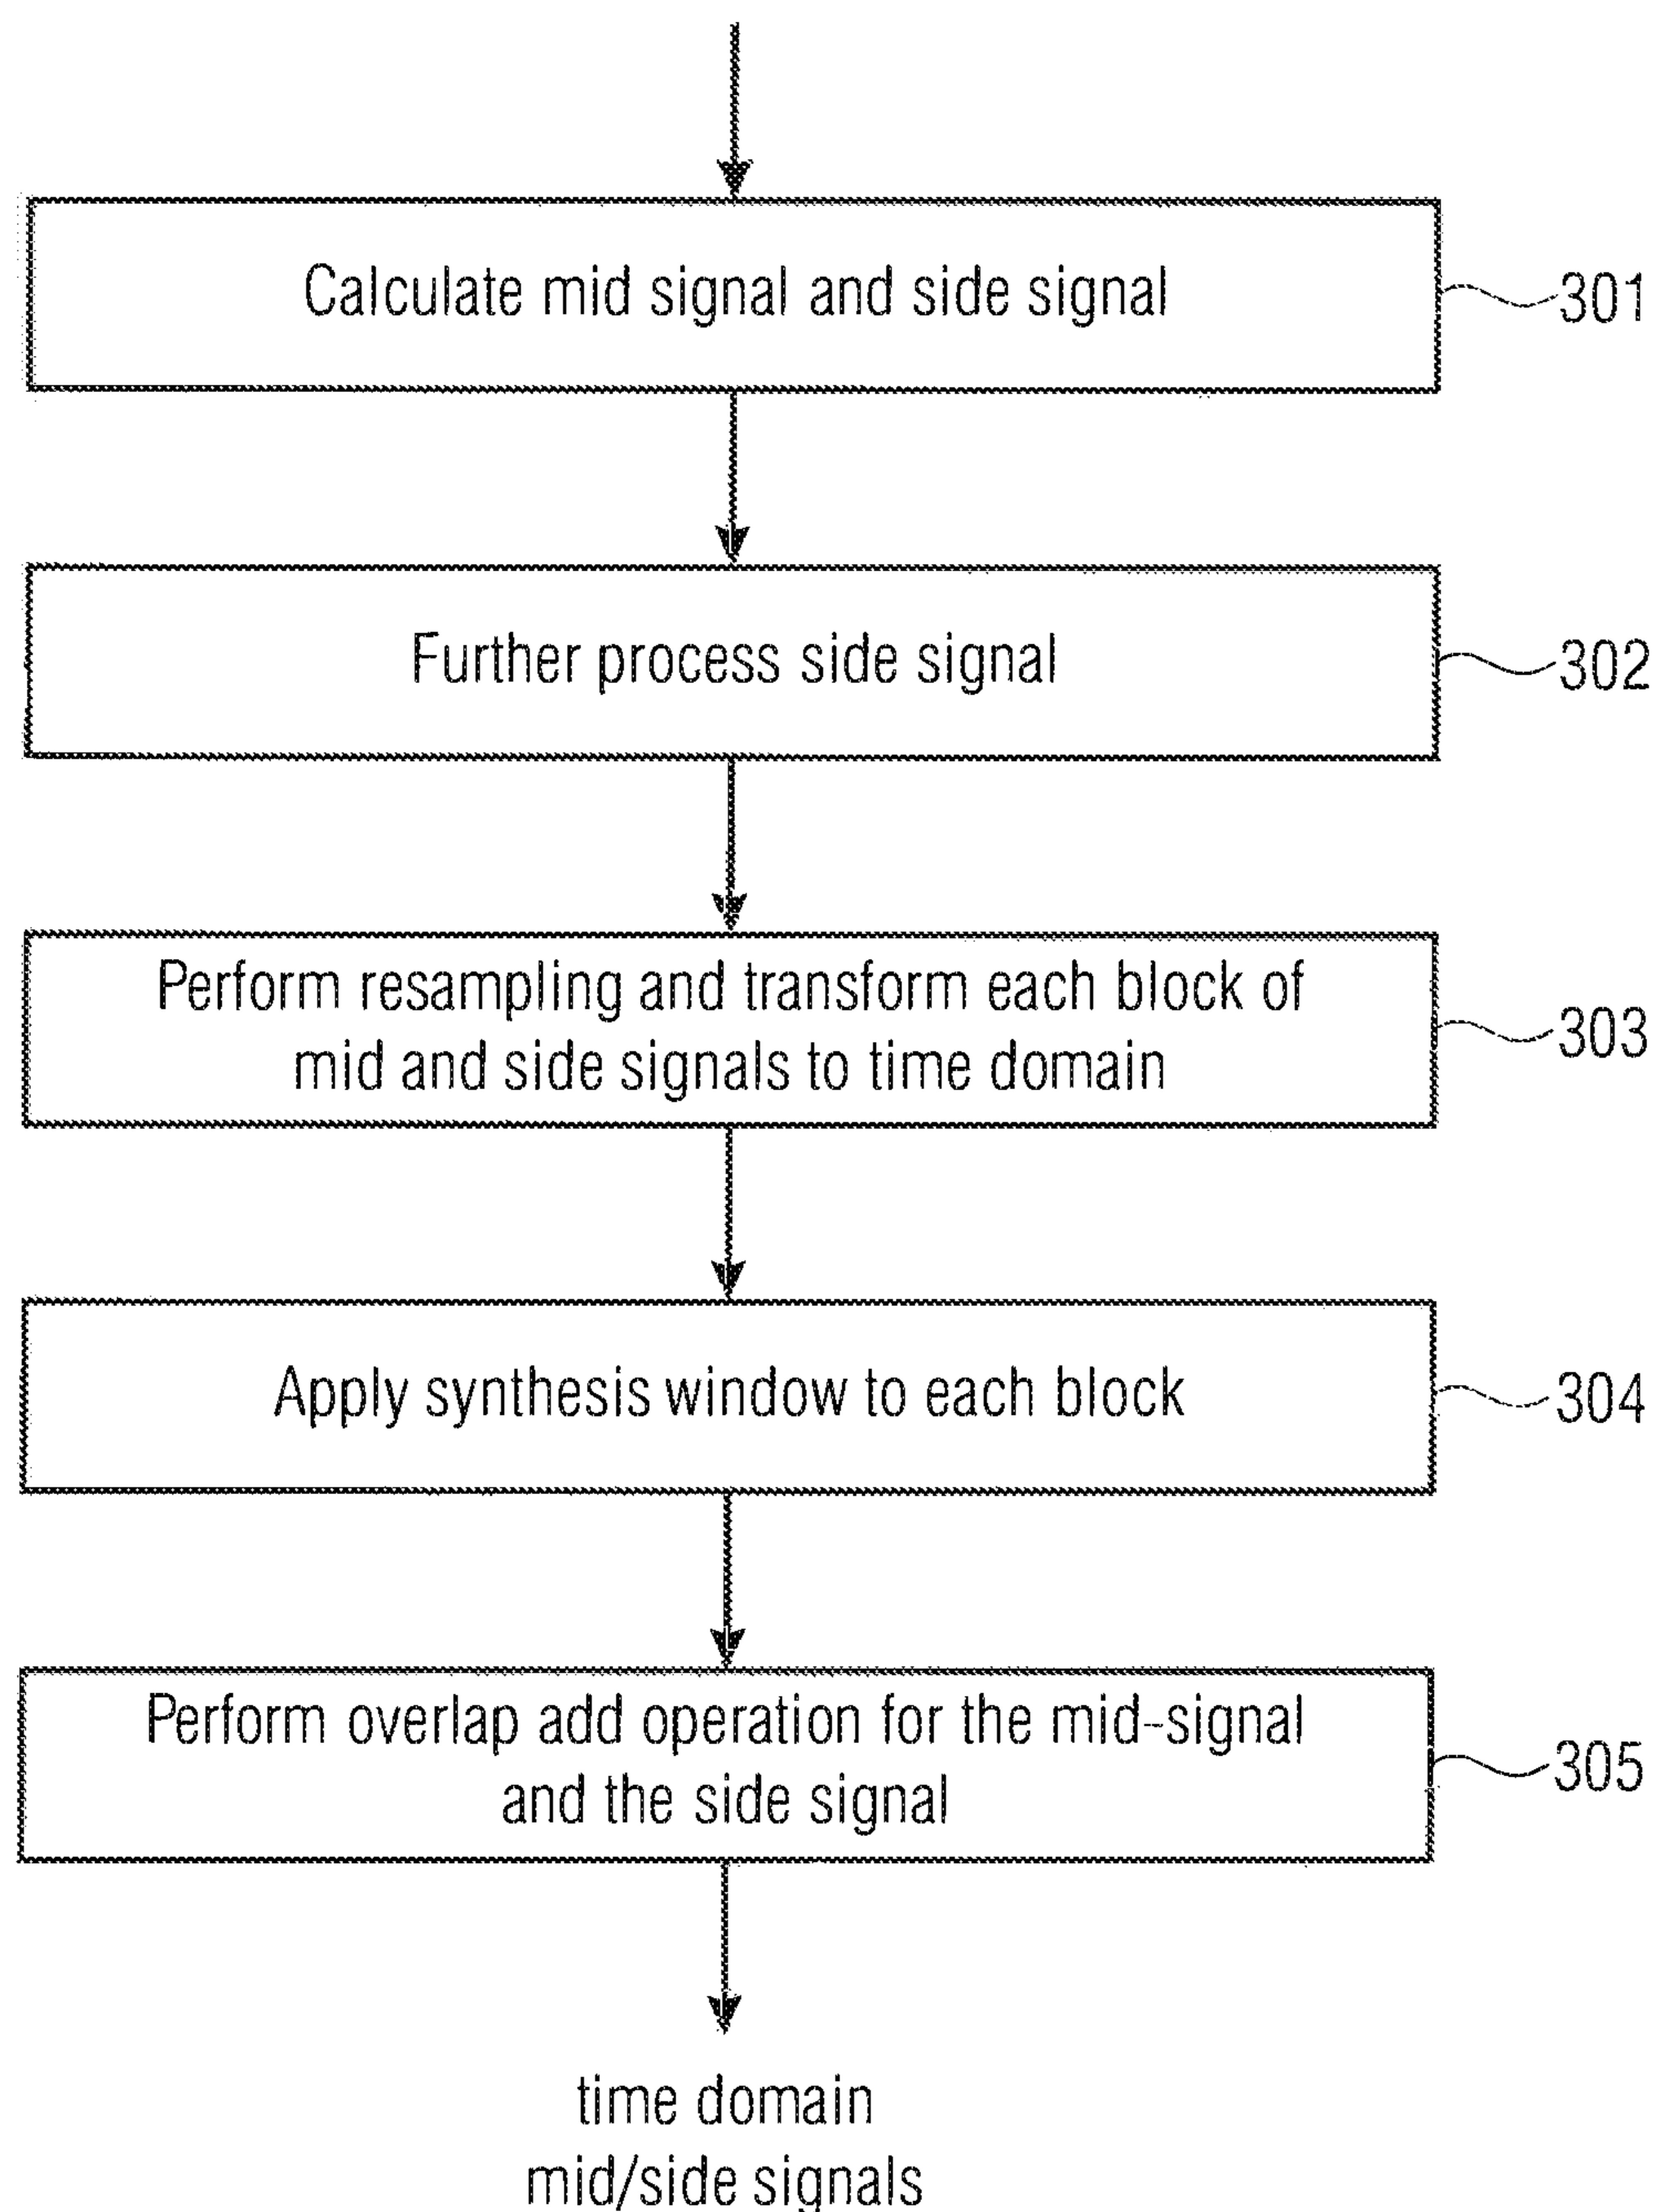 Calculate mid signal and side signal
301
Further process side signal
302
Perform resampling and transform each block of
mid and side signals to time domain
303
Apply synthesis window to each block
304
Perform overlap add operation for the mid-signal
and the side signal
305
time domain
mid/side signals